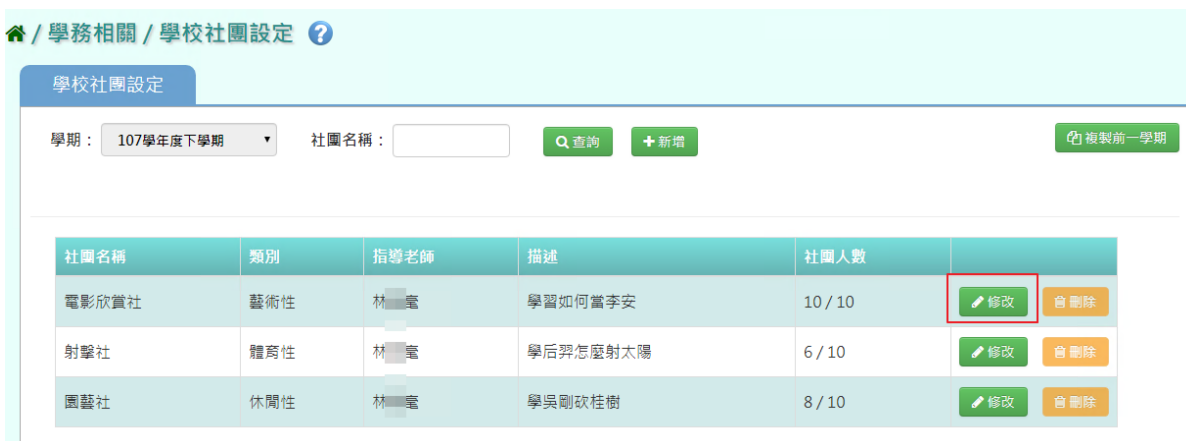 / 學務相關 / 學校社團設定 ?
學校社團設定
學期： 107學年度下學期 社團名稱： 查詢 新增 複製前一學期
社團名稱 類別 指導老師 描述 社團人數
電影欣賞社 藝術性 林 毫 學習如何當李安 10 / 10 修改 刪除
射擊社 體育性 林 毫 學后羿怎麼射太陽 6 / 10 修改 刪除
園藝社 休閒性 林 毫 學吳剛砍桂樹 8 / 10 修改 刪除